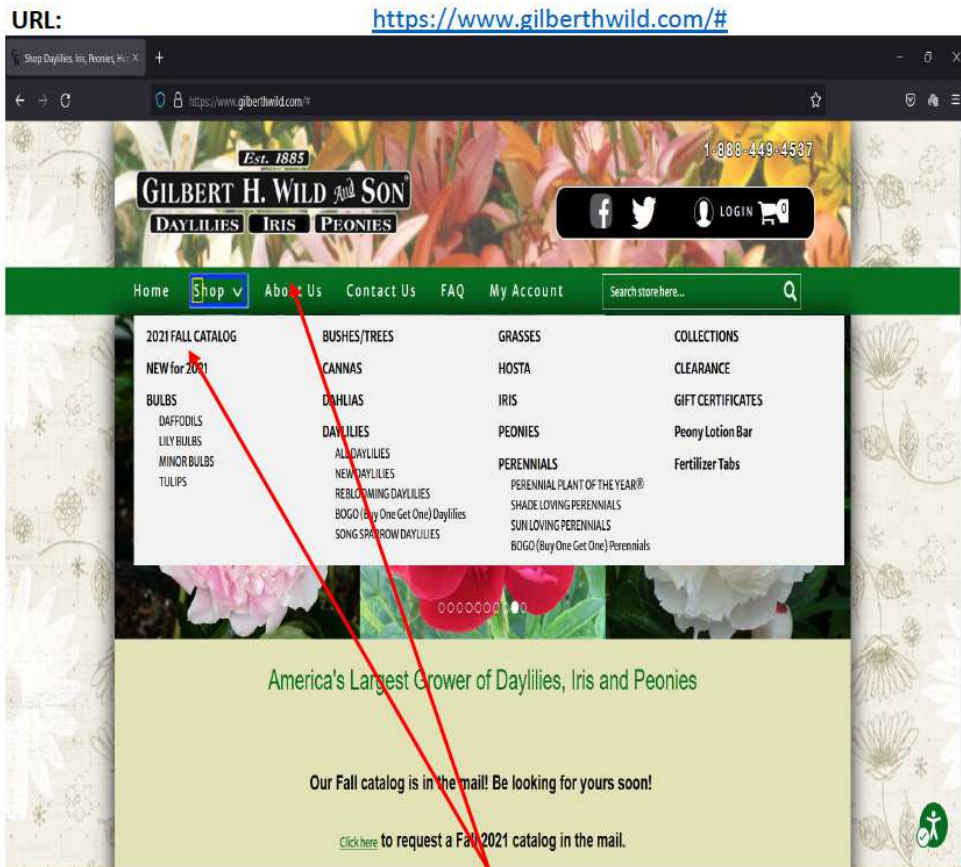 URL: https://www.gilberthwild.com/#
Shop Daylilies, Iris, Peonies, Ho
https://www.gilberthwild.com/#
1-888-449-4537
Est. 1885
GILBERT H. WILD And SON
DAYLILIES IRIS PEONIES
LOGIN 0
Home Shop About Us Contact Us FAQ My Account Search store here...
2021 FALL CATALOG BUSHES/TREES GRASSES COLLECTIONS
NEW for 2021 CANNAS HOSTA CLEARANCE
BULBS DAHLIAS IRIS GIFT CERTIFICATES
DAFFODILS
LILY BULBS DAYLILIES PEONIES Peony Lotion Bar
MINOR BULBS ALL DAYLILIES PERENNIALS Fertilizer Tabs
TULIPS NEW DAYLILIES PERENNIAL PLANT OF THE YEAR®
REBLOOMING DAYLILIES SHADE LOVING PERENNIALS
BOGO (Buy One Get One) Daylilies SUN LOVING PERENNIALS
SONG SPARROW DAYLILIES BOGO (Buy One Get One) Perennials
America's Largest Grower of Daylilies, Iris and Peonies
Our Fall catalog is in the mail! Be looking for yours soon!
Click here to request a Fall 2021 catalog in the mail.